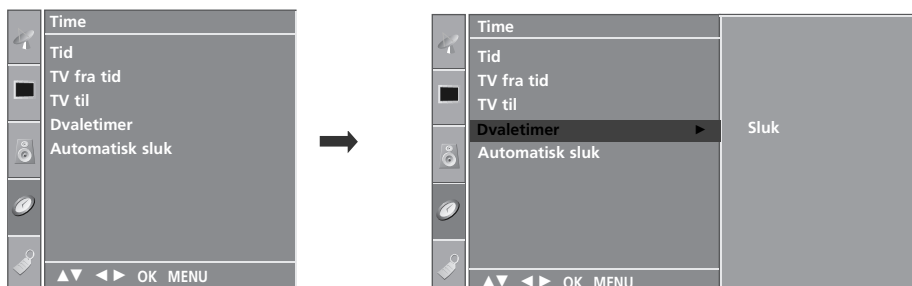 Time
Tid
TV fra tid
TV til
Dvaletimer
Automatisk sluk
▲▼ ◄► OK MENU
Time
Tid
TV fra tid
TV til
Dvaletimer ► Sluk
Automatisk sluk
▲▼ ◄► OK MENU